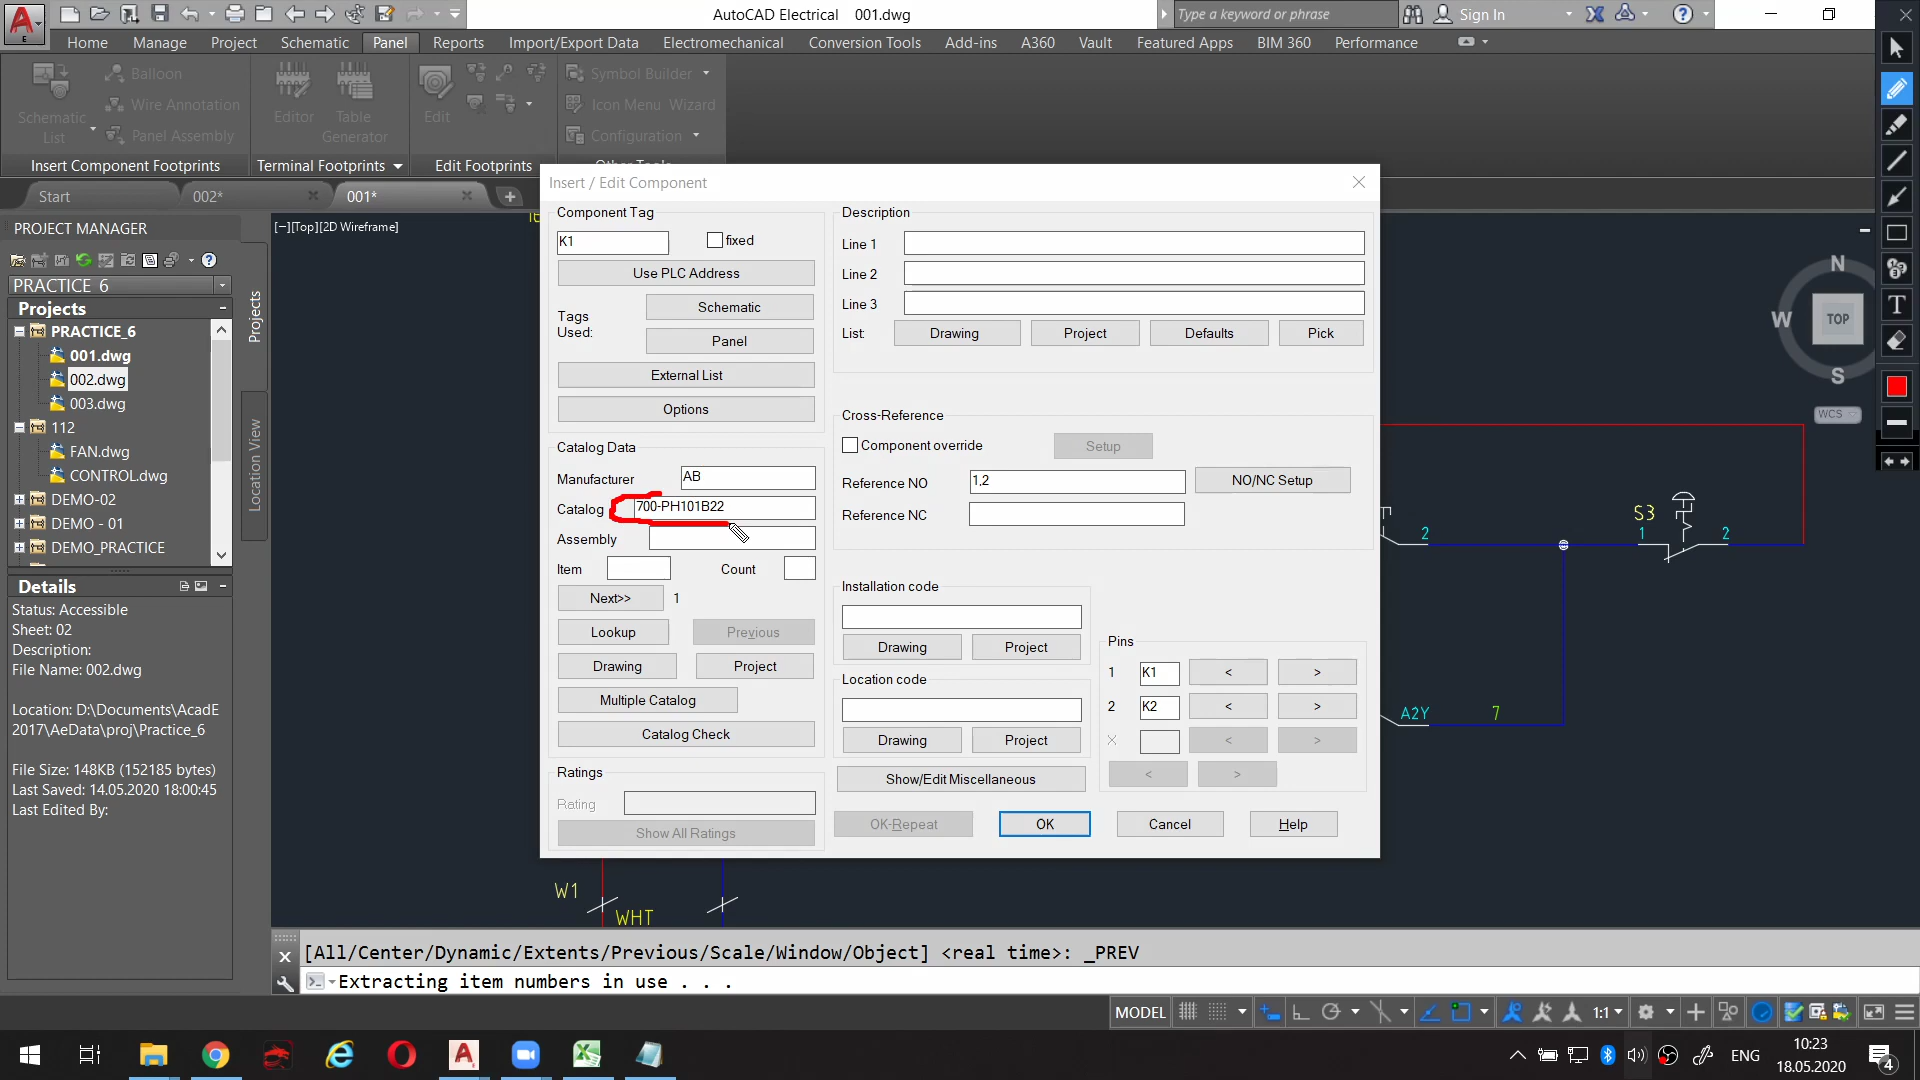 AutoCAD Electrical 001.dwg
Type a keyword or phrase
Sign In
Home Manage Project Schematic Panel Reports Import/Export Data Electromechanical Conversion Tools Add-ins A360 Vault Featured Apps BIM 360 Performance
Schematic List
Balloon
Wire Annotation
Panel Assembly
Editor
Table Generator
Edit
Symbol Builder
Icon Menu Wizard
Configuration
Insert Component Footprints
Terminal Footprints
Edit Footprints
Other Tools
Start
002*
001*
PROJECT MANAGER
PRACTICE 6
Projects
PRACTICE_6
001.dwg
002.dwg
003.dwg
112
FAN.dwg
CONTROL.dwg
DEMO-02
DEMO - 01
DEMO_PRACTICE
Projects
Location View
Details
Status: Accessible
Sheet: 02
Description:
File Name: 002.dwg
Location: D:\Documents\AcadE
2017\AeData\proj\Practice_6
File Size: 148KB (152185 bytes)
Last Saved: 14.05.2020 18:00:45
Last Edited By:
[−][Top][2D Wireframe]
Insert / Edit Component
Component Tag
K1
fixed
Use PLC Address
Tags Used:
Schematic
Panel
External List
Options
Catalog Data
Manufacturer AB
Catalog 700-PH101B22
Assembly
Item
Count
Next>> 1
Lookup
Previous
Drawing
Project
Multiple Catalog
Catalog Check
Ratings
Rating
Show All Ratings
Description
Line 1
Line 2
Line 3
List: Drawing Project Defaults Pick
Cross-Reference
Component override
Setup
Reference NO 1,2
NO/NC Setup
Reference NC
Installation code
Drawing Project
Location code
Drawing Project
Show/Edit Miscellaneous
Pins
1 K1 < >
2 K2 < >
X < >
< >
OK-Repeat OK Cancel Help
N
W TOP
S
WCS
S3
2 1 2
A2Y 7
W1
WHT
[All/Center/Dynamic/Extents/Previous/Scale/Window/Object] <real time>: _PREV
Extracting item numbers in use . . .
MODEL
1:1
ENG
10:23
18.05.2020
4